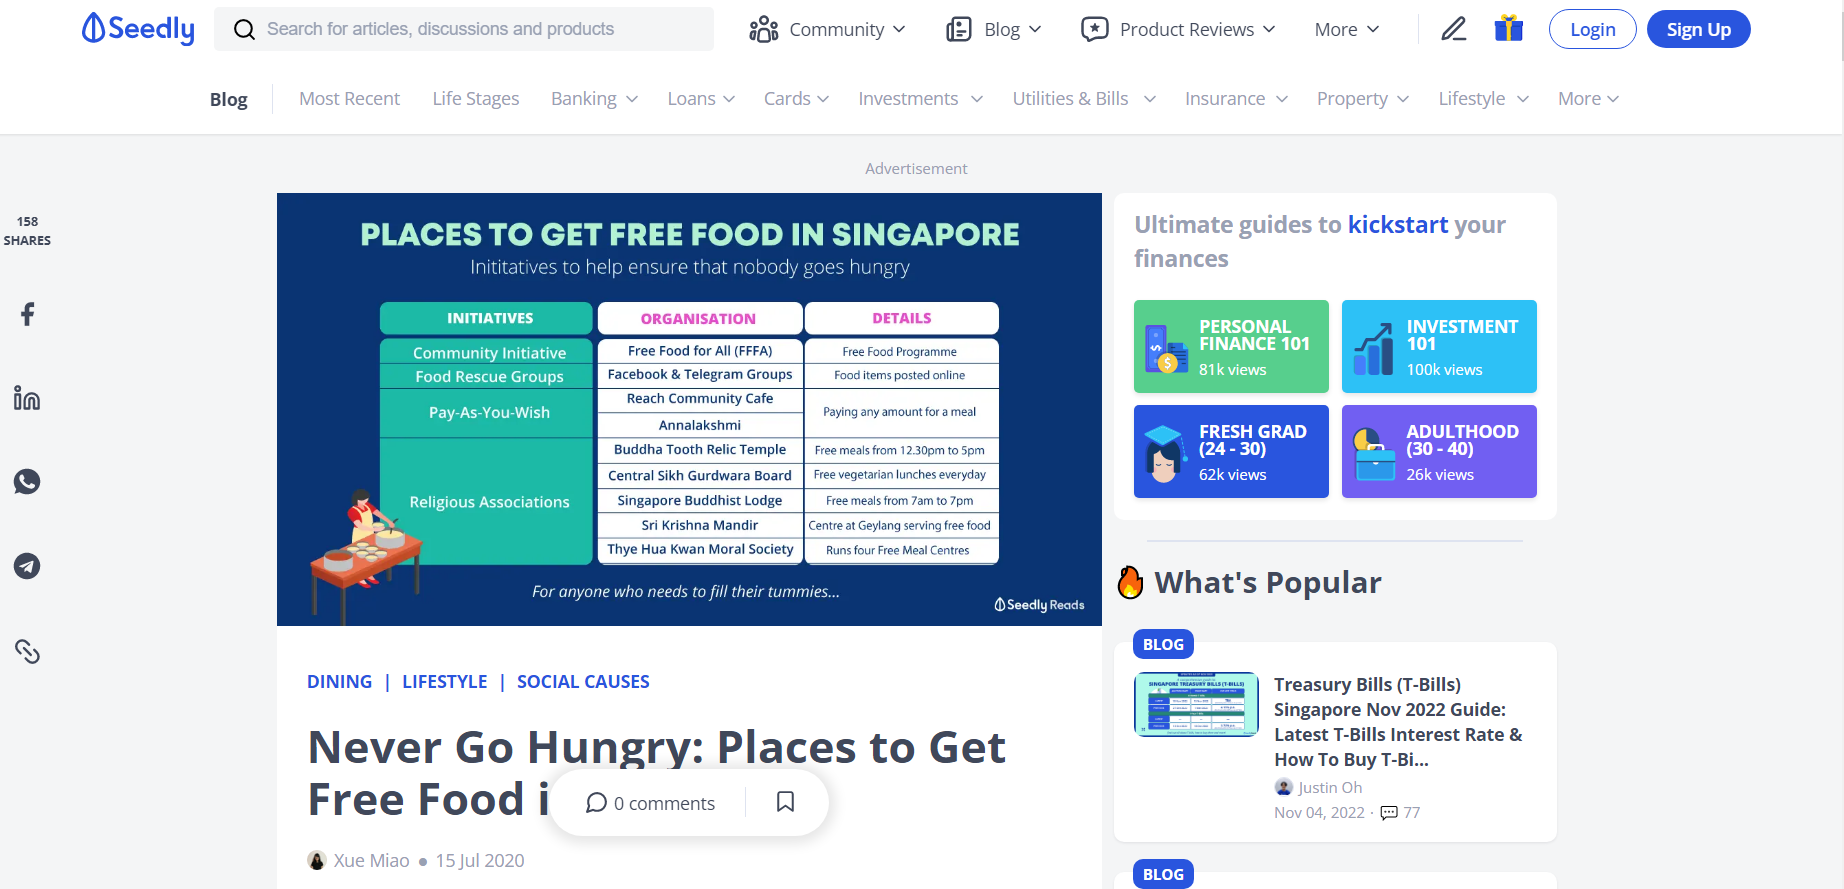 Seedly
Search for articles, discussions and products
Community
Blog
Product Reviews
More
Login
Sign Up
Blog
Most Recent
Life Stages
Banking
Loans
Cards
Investments
Utilities & Bills
Insurance
Property
Lifestyle
More
Advertisement
158
SHARES
PLACES TO GET FREE FOOD IN SINGAPORE
Inititatives to help ensure that nobody goes hungry
INITIATIVES
ORGANISATION
DETAILS
Community Initiative
Free Food for All (FFFA)
Free Food Programme
Food Rescue Groups
Facebook & Telegram Groups
Food items posted online
Pay-As-You-Wish
Reach Community Cafe
Annalakshmi
Paying any amount for a meal
Religious Associations
Buddha Tooth Relic Temple
Free meals from 12.30pm to 5pm
Central Sikh Gurdwara Board
Free vegetarian lunches everyday
Singapore Buddhist Lodge
Free meals from 7am to 7pm
Sri Krishna Mandir
Centre at Geylang serving free food
Thye Hua Kwan Moral Society
Runs four Free Meal Centres
For anyone who needs to fill their tummies...
Seedly Reads
DINING | LIFESTYLE | SOCIAL CAUSES
Never Go Hungry: Places to Get
Free Food i
0 comments
Xue Miao
15 Jul 2020
Ultimate guides to kickstart your
finances
PERSONAL
FINANCE 101
81k views
INVESTMENT
101
100k views
FRESH GRAD
(24 - 30)
62k views
ADULTHOOD
(30 - 40)
26k views
What's Popular
BLOG
SINGAPORE TREASURY BILLS (T-BILLS)
Treasury Bills (T-Bills)
Singapore Nov 2022 Guide:
Latest T-Bills Interest Rate &
How To Buy T-Bi...
Justin Oh
Nov 04, 2022 · 77
BLOG